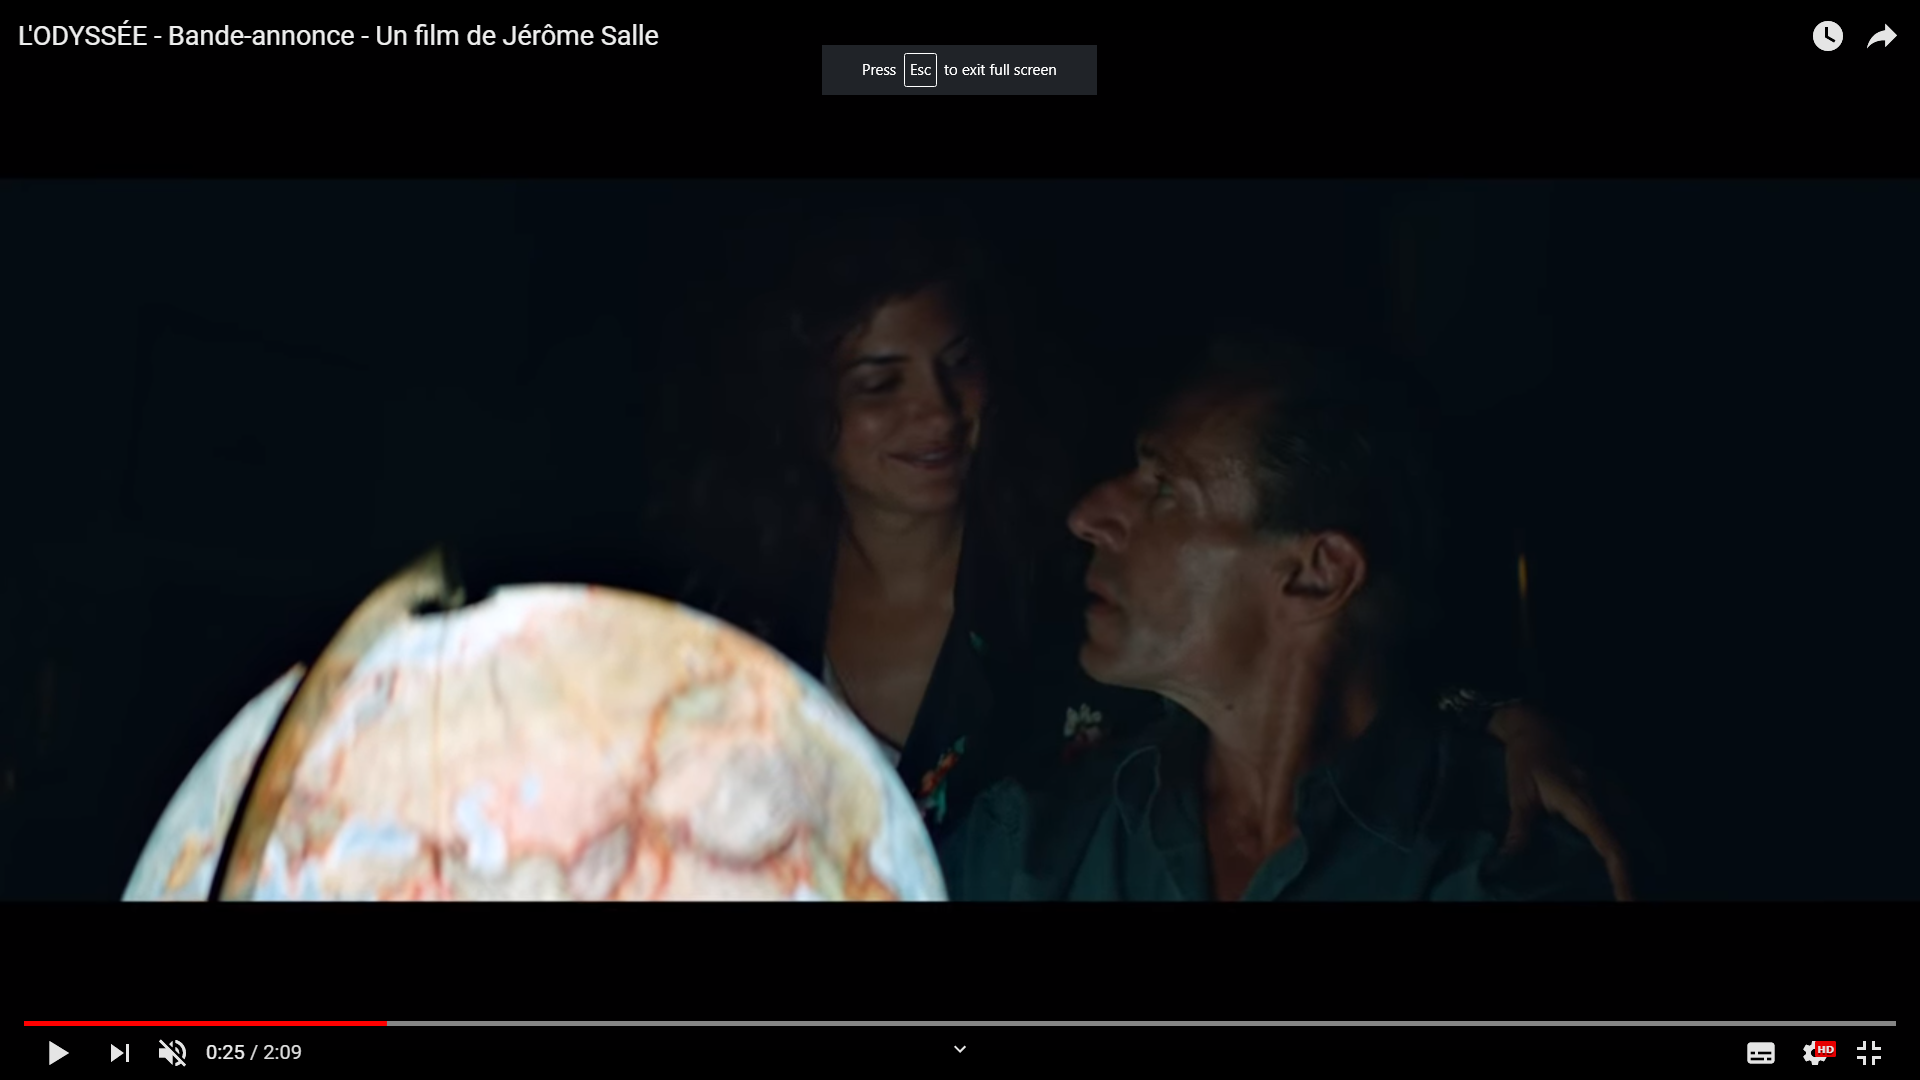 L'ODYSSÉE - Bande-annonce - Un film de Jérôme Salle
Press Esc to exit full screen
0:25 / 2:09
HD